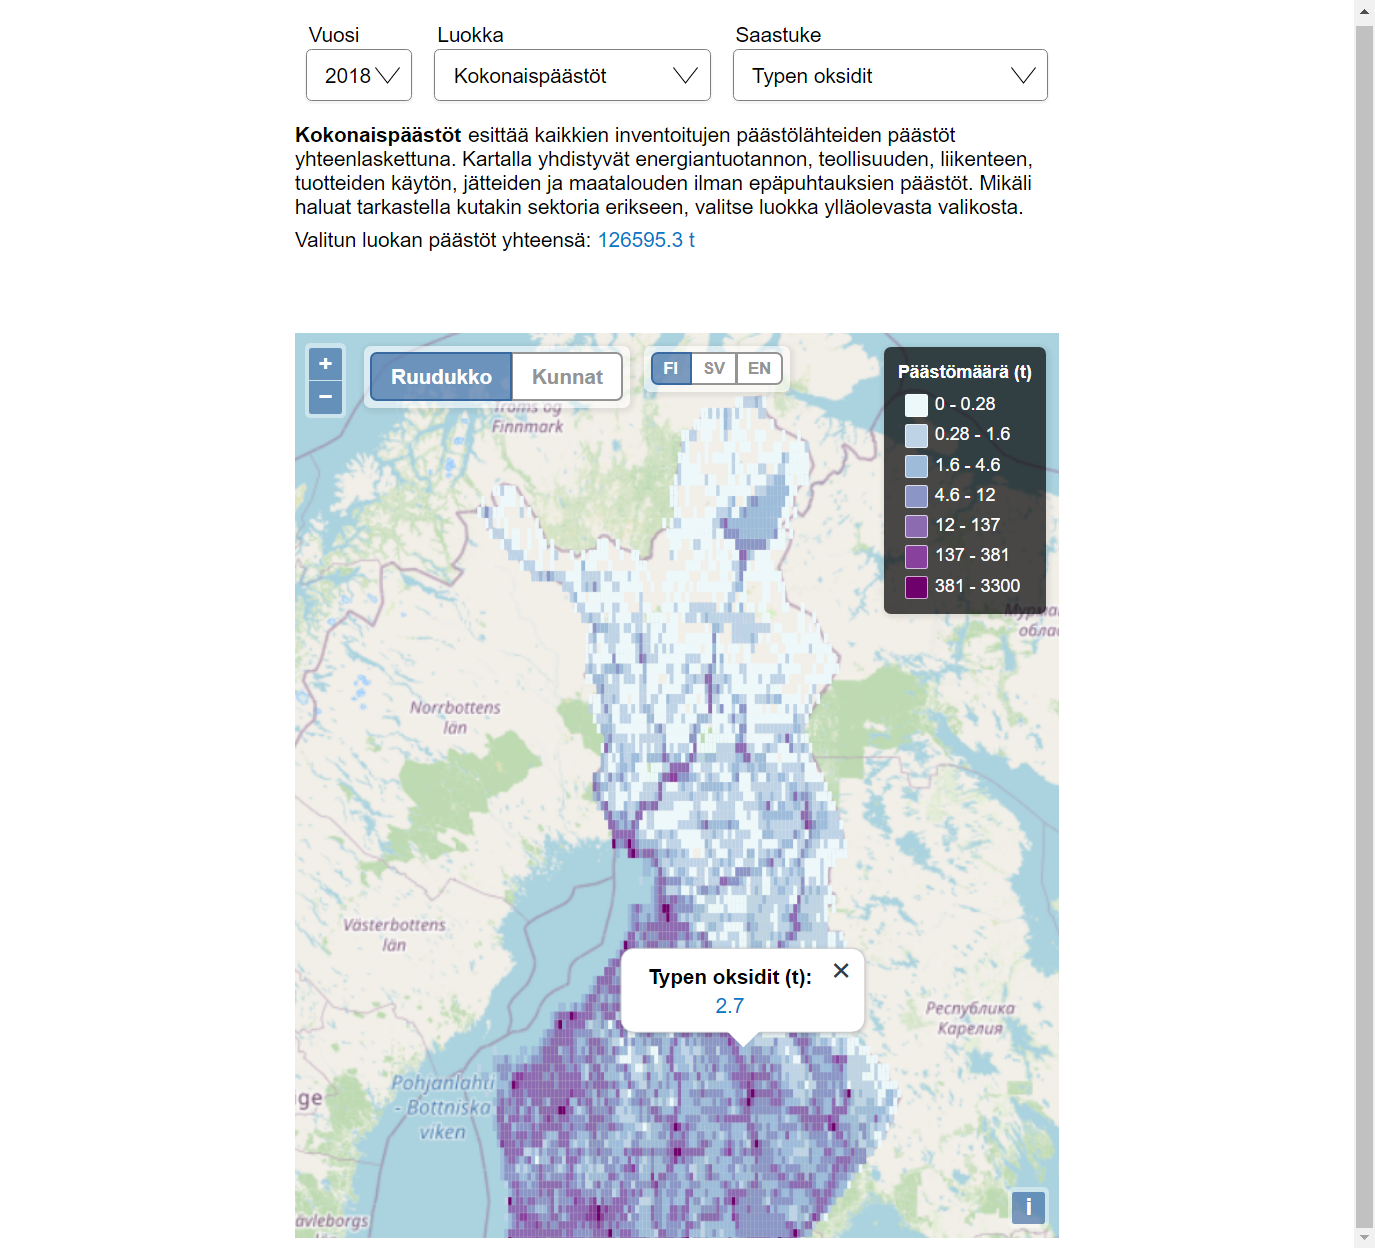 Vuosi
Luokka
Saastuke
2018
Kokonaispäästöt
Typen oksidit
Kokonaispäästöt esittää kaikkien inventoitujen päästölähteiden päästöt
yhteenlaskettuna. Kartalla yhdistyvät energiantuotannon, teollisuuden, liikenteen,
tuotteiden käytön, jätteiden ja maatalouden ilman epäpuhtauksien päästöt. Mikäli
haluat tarkastella kutakin sektoria erikseen, valitse luokka ylläolevasta valikosta.
Valitun luokan päästöt yhteensä: 126595.3 t
+
−
Ruudukko
Kunnat
FI
SV
EN
Päästömäärä (t)
0 - 0.28
0.28 - 1.6
1.6 - 4.6
4.6 - 12
12 - 137
137 - 381
381 - 3300
Troms og
Finnmark
Norrbottens
län
Västerbottens
län
Typen oksidit (t):
2.7
Республика
Карелия
Pohjanlahti
- Bottniska
viken
i